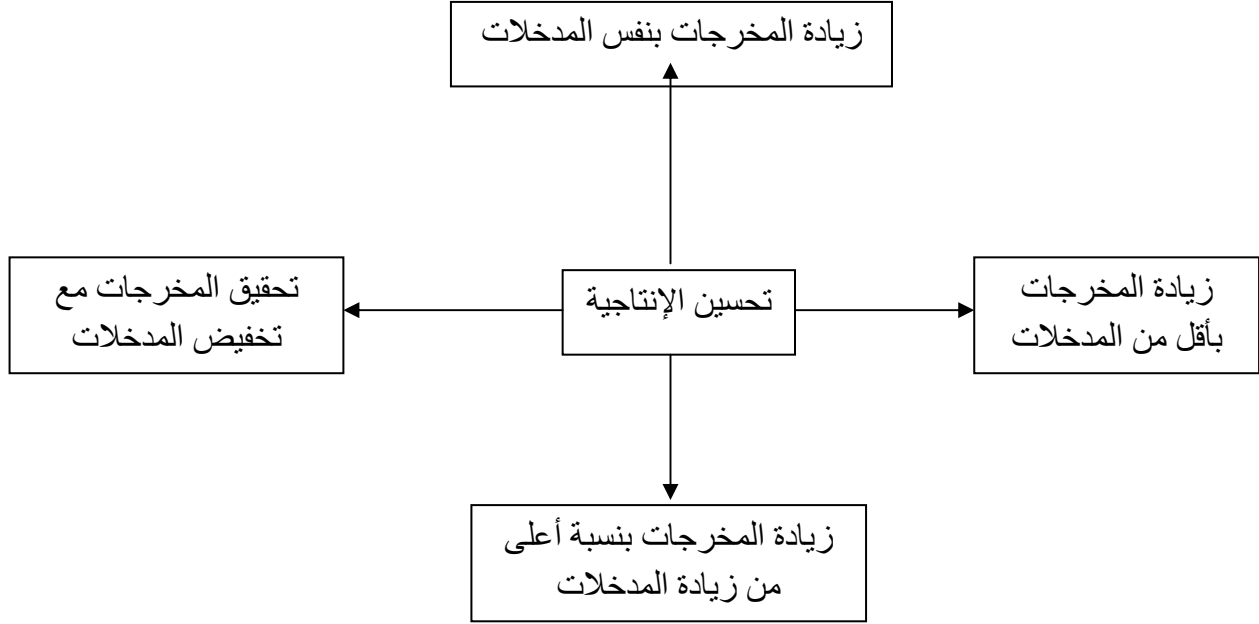 زيادة المخرجات بنفس المدخلات
زيادة المخرجات
بأقل من المدخلات
تحسين الإنتاجية
تحقيق المخرجات مع
تخفيض المدخلات
زيادة المخرجات بنسبة أعلى
من زيادة المدخلات